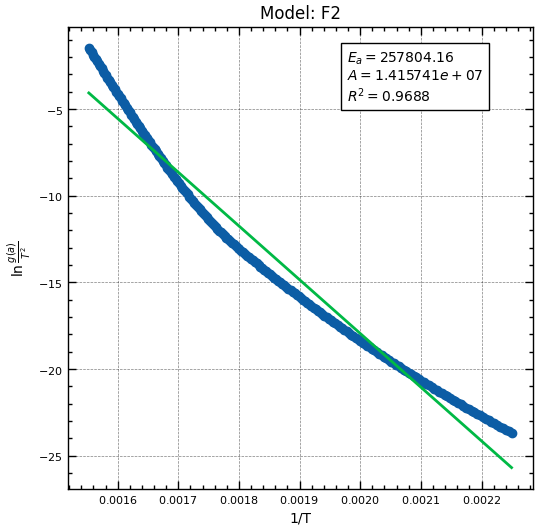 Model: F2
E_a = 257804.16
A = 1.415741e + 07
R^2 = 0.9688
−5
−10
−15
−20
−25
ln g(a)/T^2
0.0016 0.0017 0.0018 0.0019 0.0020 0.0021 0.0022
1/T